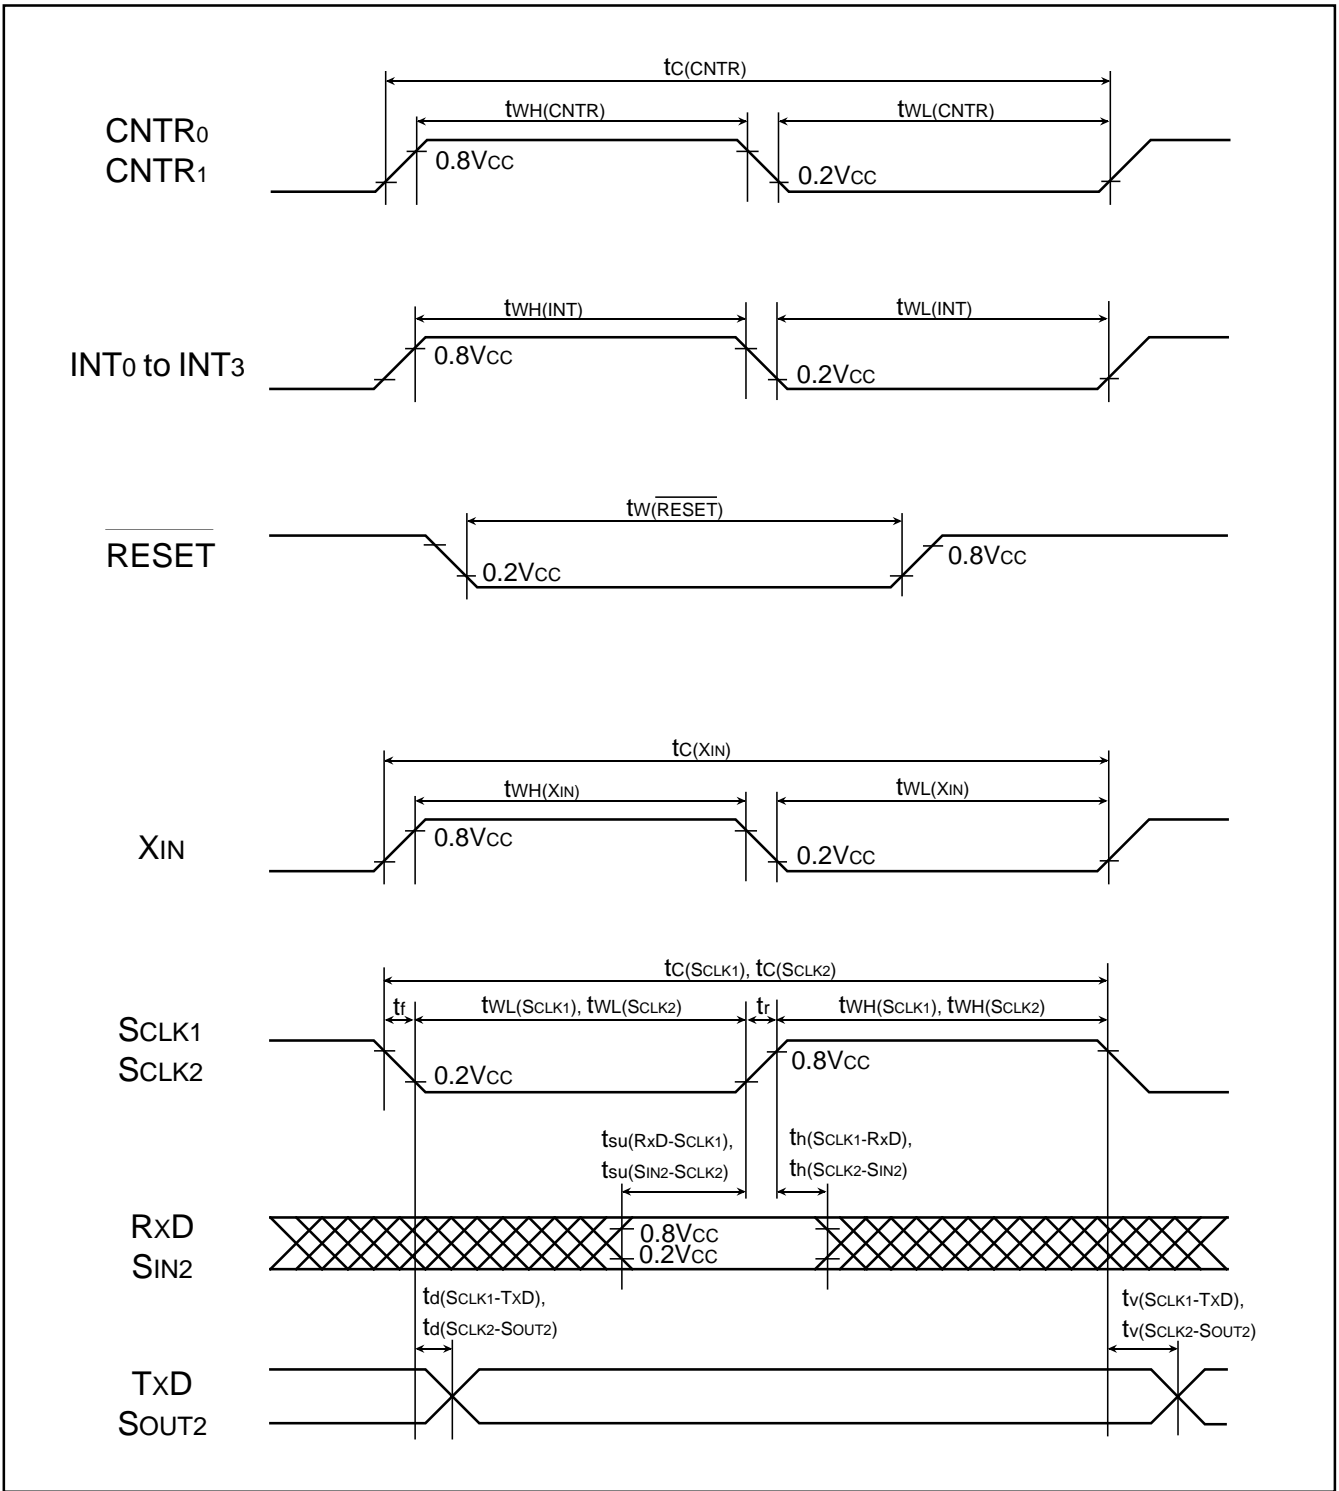 tC(CNTR)
tWH(CNTR)
tWL(CNTR)
CNTR0
CNTR1
0.8VCC
0.2VCC
tWH(INT)
tWL(INT)
INT0 to INT3
0.8VCC
0.2VCC
tW(RESET)
RESET
0.2VCC
0.8VCC
tC(XIN)
tWH(XIN)
tWL(XIN)
XIN
0.8VCC
0.2VCC
tC(SCLK1), tC(SCLK2)
tf
tWL(SCLK1), tWL(SCLK2)
tr
tWH(SCLK1), tWH(SCLK2)
SCLK1
SCLK2
0.2VCC
0.8VCC
tsu(RxD-SCLK1),
tsu(SIN2-SCLK2)
th(SCLK1-RxD),
th(SCLK2-SIN2)
RXD
SIN2
0.8VCC
0.2VCC
td(SCLK1-TXD),
td(SCLK2-SOUT2)
tv(SCLK1-TXD),
tv(SCLK2-SOUT2)
TXD
SOUT2